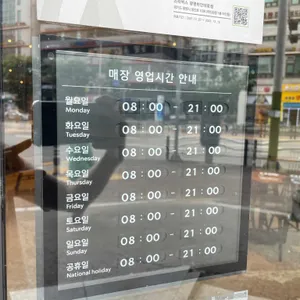 매장 영업시간 안내
월요일 08 : 00 - 21 : 00
Monday
화요일 08 : 00 - 21 : 00
Tuesday
수요일 08 : 00 - 21 : 00
Wednesday
목요일 08 : 00 - 21 : 00
Thursday
금요일 08 : 00 - 21 : 00
Friday
토요일 08 : 00 - 21 : 00
Saturday
일요일 08 : 00 - 21 : 00
Sunday
공휴일 08 : 00 - 21 : 00
National holiday